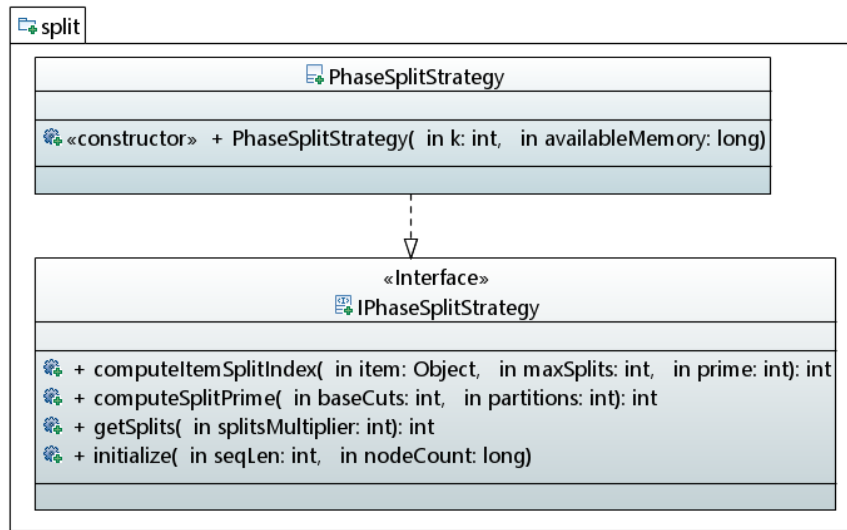 split
PhaseSplitStrategy
«constructor» + PhaseSplitStrategy( in k: int, in availableMemory: long)
«Interface»
IPhaseSplitStrategy
+ computeItemSplitIndex( in item: Object, in maxSplits: int, in prime: int): int
+ computeSplitPrime( in baseCuts: int, in partitions: int): int
+ getSplits( in splitsMultiplier: int): int
+ initialize( in seqLen: int, in nodeCount: long)